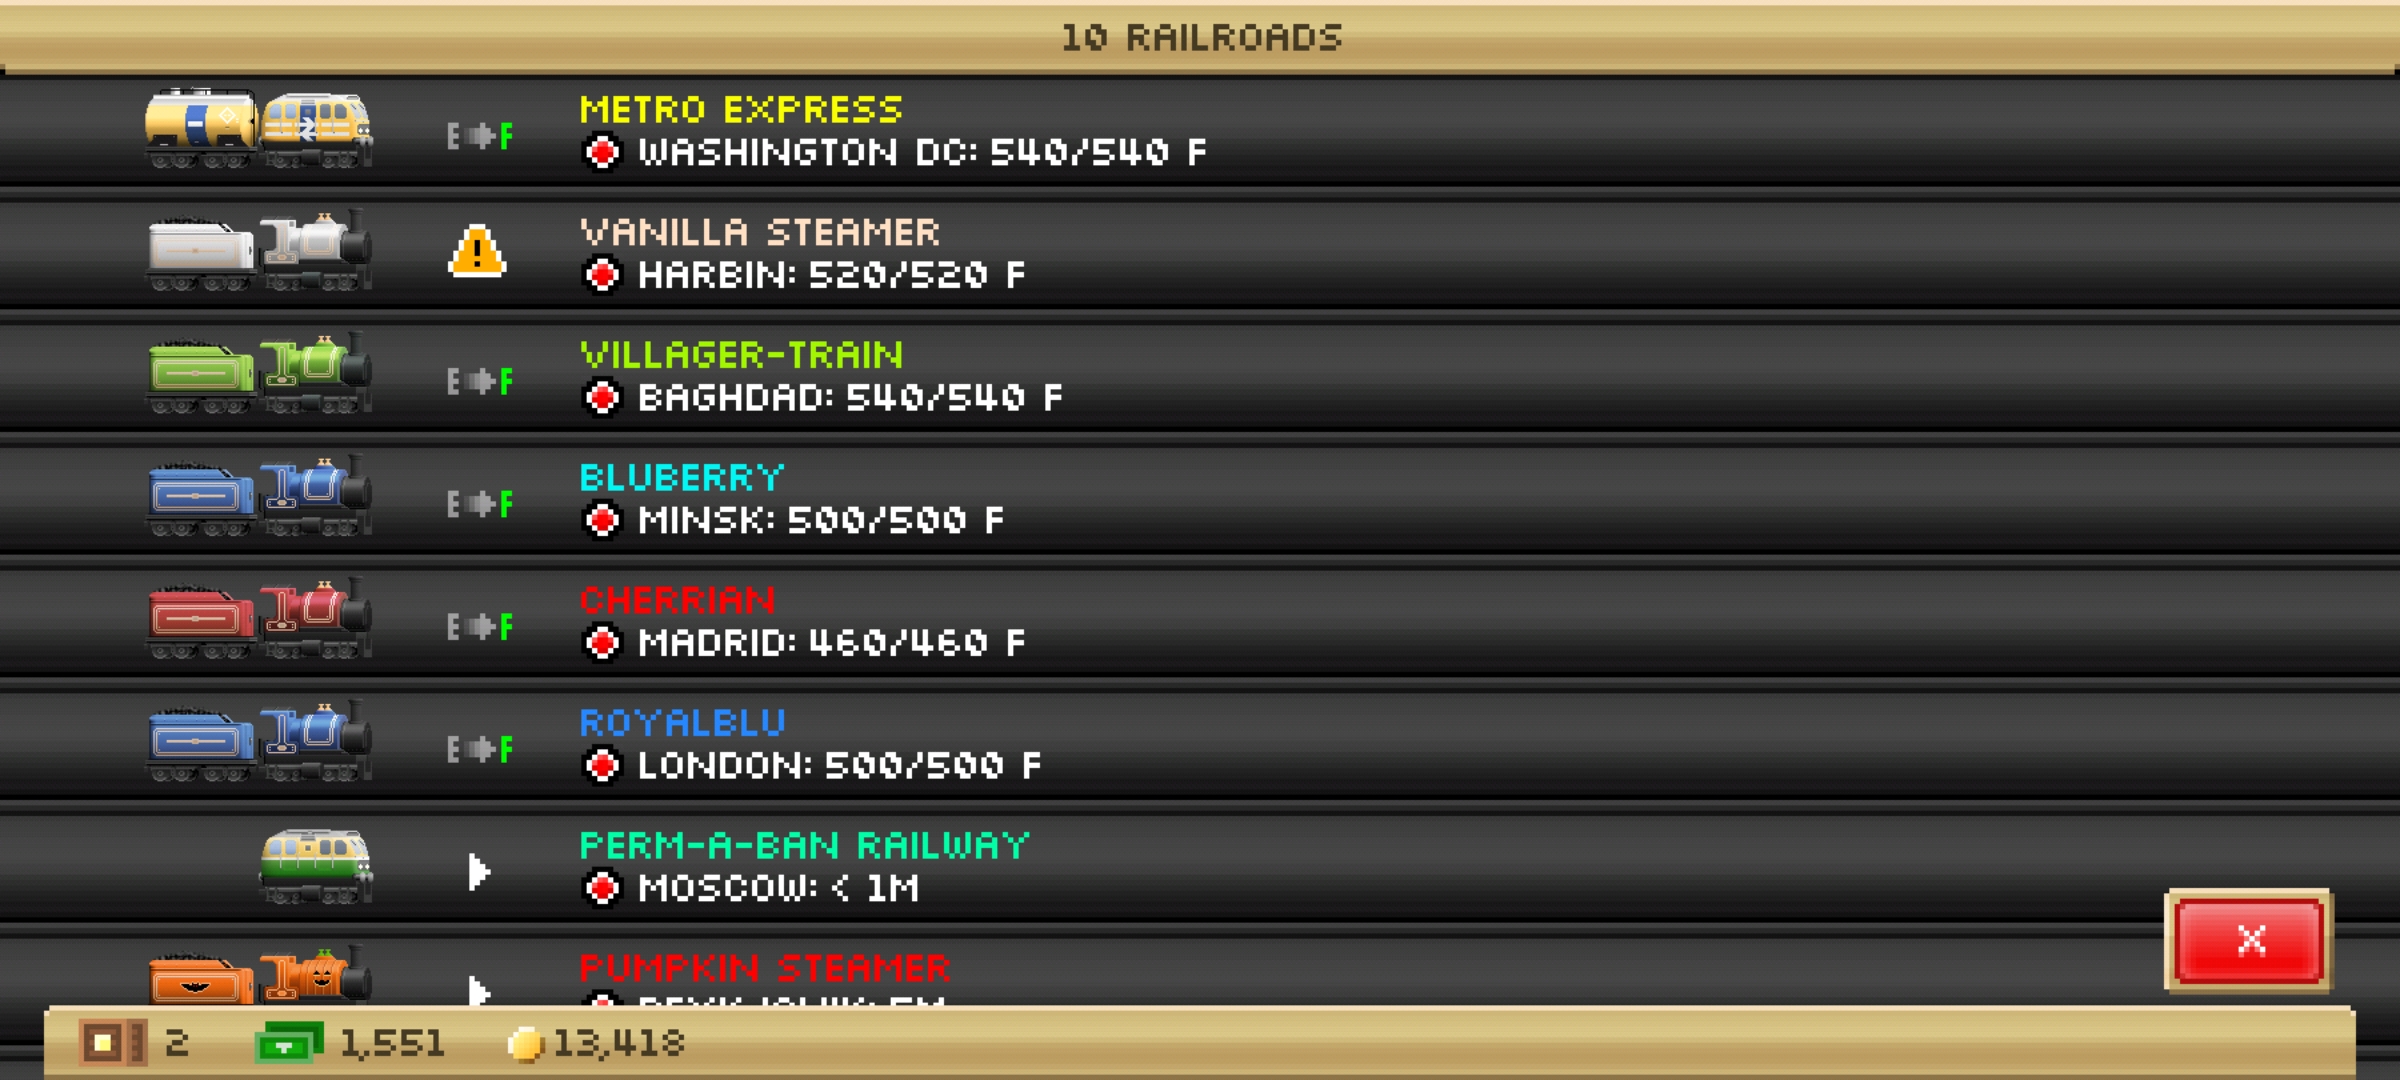 10 RAILROADS
METRO EXPRESS
E F WASHINGTON DC: 540/540 F
VANILLA STEAMER
! HARBIN: 520/520 F
VILLAGER-TRAIN
E F BAGHDAD: 540/540 F
BLUBERRY
E F MINSK: 500/500 F
CHERRIAN
E F MADRID: 460/460 F
ROYALBLU
E F LONDON: 500/500 F
PERM-A-BAN RAILWAY
MOSCOW: < 1M
X
PUMPKIN STEAMER
2 1,551 13,418